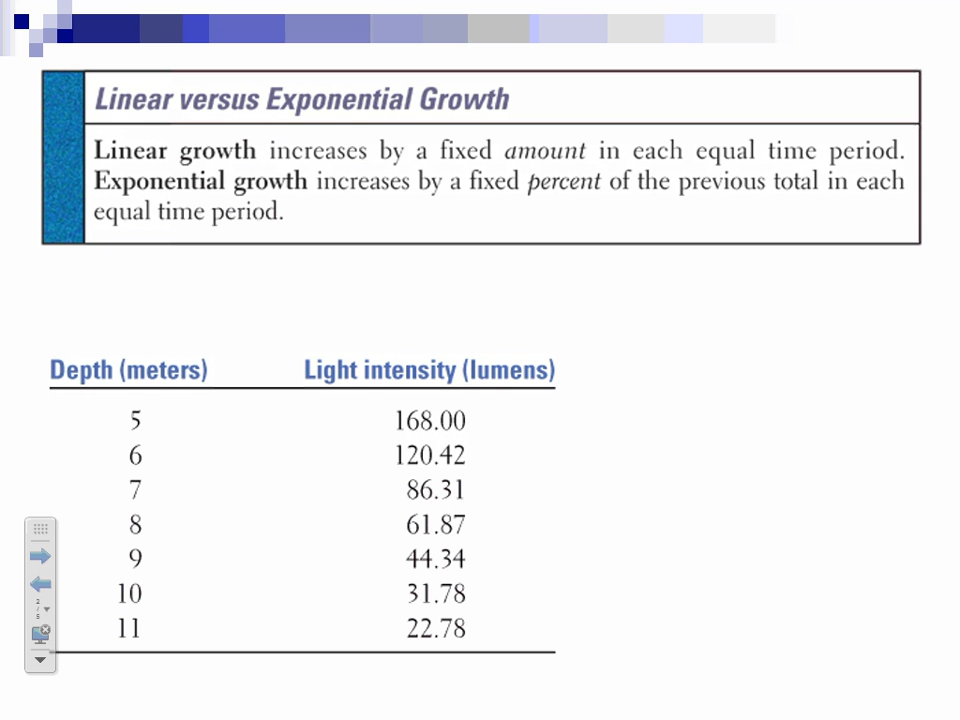 Linear versus Exponential Growth
Linear growth increases by a fixed amount in each equal time period.
Exponential growth increases by a fixed percent of the previous total in each
equal time period.
Depth (meters) Light intensity (lumens)
5 168.00
6 120.42
7 86.31
8 61.87
9 44.34
10 31.78
11 22.78
2
/
5